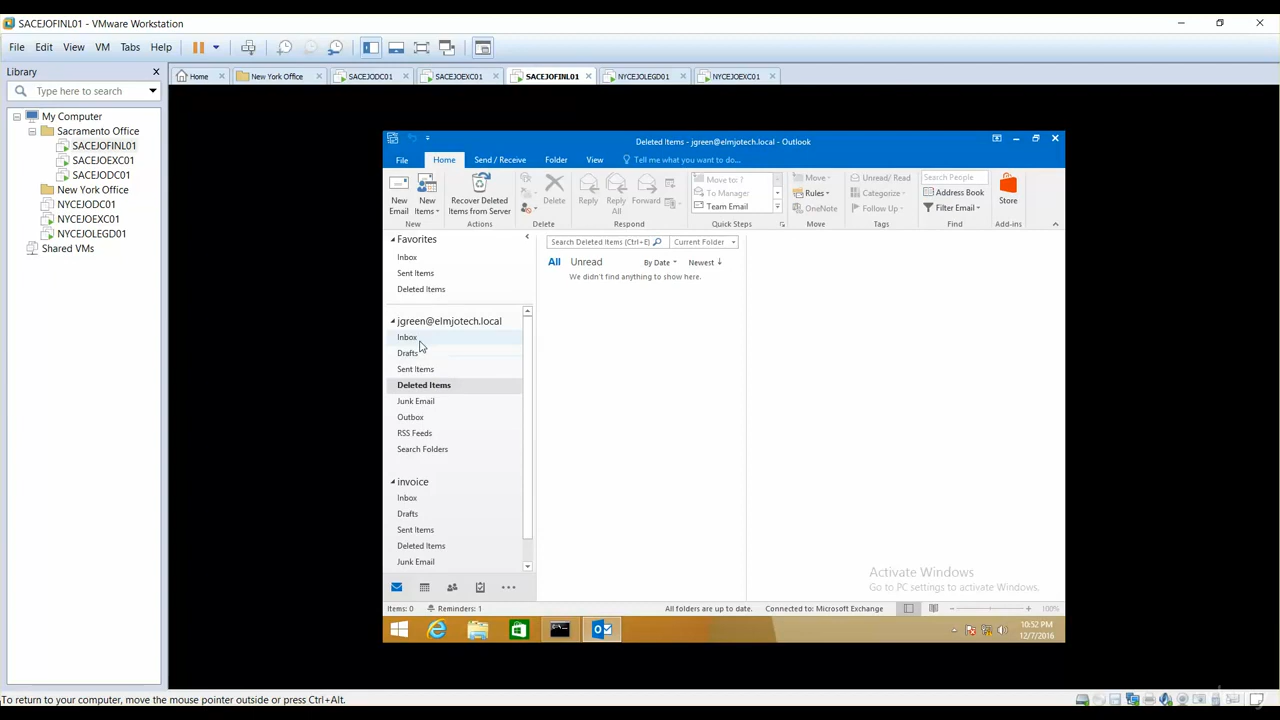 SACEJOFINL01 - VMware Workstation
File Edit View VM Tabs Help
Library
Type here to search
My Computer
Sacramento Office
SACEJOFINL01
SACEJOEXC01
SACEJODC01
New York Office
NYCEJODC01
NYCEJOEXC01
NYCEJOLEGD01
Shared VMs
Home New York Office SACEJODC01 SACEJOEXC01 SACEJOFINL01 NYCEJOLEGD01 NYCEJOEXC01
Deleted Items - jgreen@elmjotech.local - Outlook
File Home Send / Receive Folder View Tell me what you want to do...
New Email
New Items
New
Recover Deleted Items from Server
Actions
Delete
Delete
Reply
Reply All
Forward
Respond
Move to: ?
To Manager
Team Email
Quick Steps
Move
Rules
OneNote
Move
Unread/ Read
Categorize
Follow Up
Tags
Search People
Address Book
Filter Email
Find
Store
Add-ins
Favorites
Inbox
Sent Items
Deleted Items
jgreen@elmjotech.local
Inbox
Drafts
Sent Items
Deleted Items
Junk Email
Outbox
RSS Feeds
Search Folders
invoice
Inbox
Drafts
Sent Items
Deleted Items
Junk Email
Search Deleted Items (Ctrl+E) Current Folder
All Unread By Date Newest
We didn't find anything to show here.
Activate Windows
Go to PC settings to activate Windows.
Items: 0 Reminders: 1 All folders are up to date. Connected to: Microsoft Exchange 100%
10:52 PM
12/7/2016
To return to your computer, move the mouse pointer outside or press Ctrl+Alt.